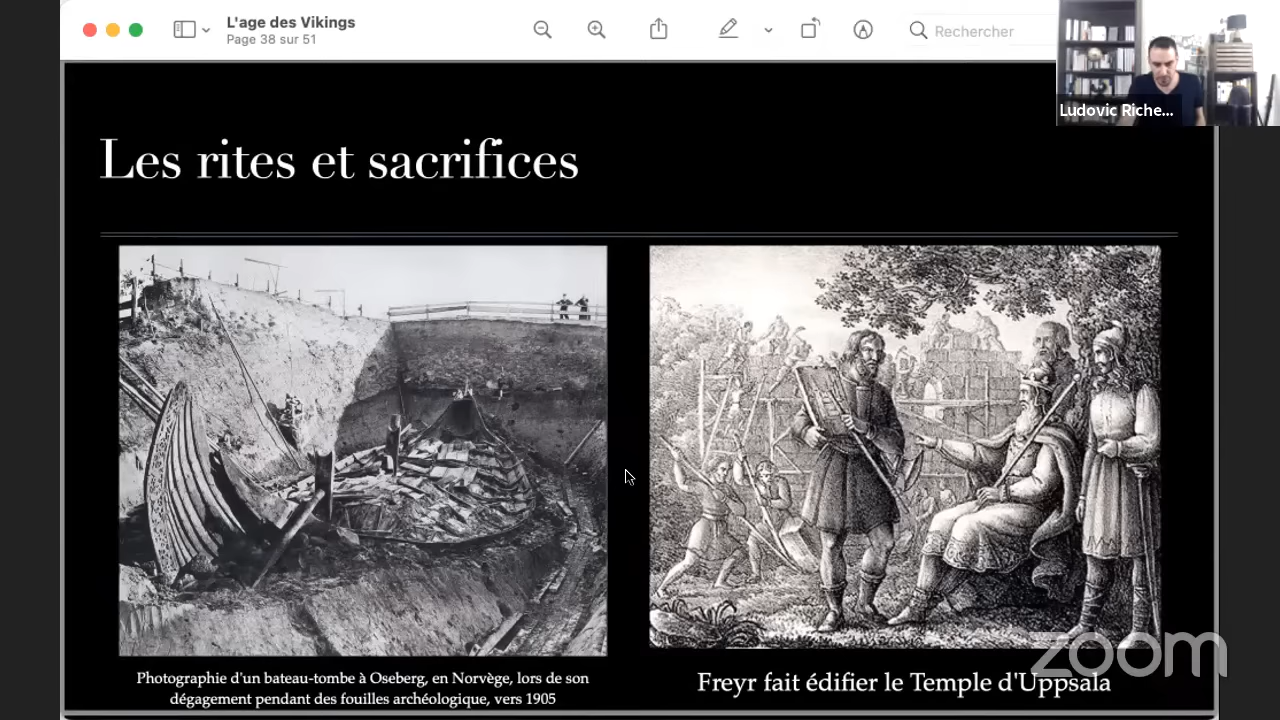 L'age des Vikings
Page 38 sur 51
Rechercher
Ludovic Riche...
Les rites et sacrifices
Photographie d'un bateau-tombe à Oseberg, en Norvège, lors de son
dégagement pendant des fouilles archéologique, vers 1905
Freyr fait édifier le Temple d'Uppsala
zoom